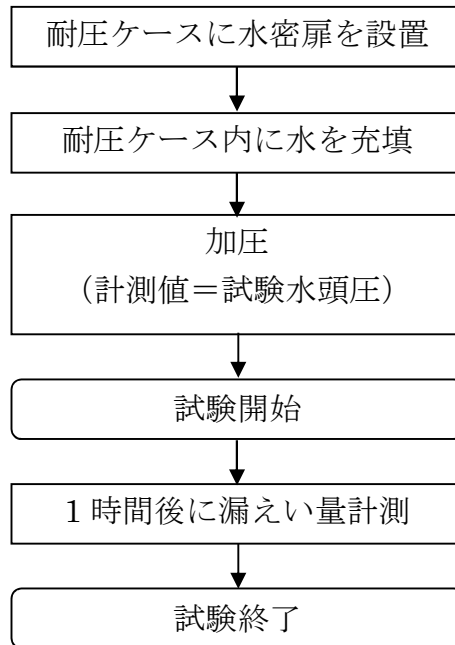 耐圧ケースに水密扉を設置
耐圧ケース内に水を充填
加圧
(計測値＝試験水頭圧)
試験開始
1 時間後に漏えい量計測
試験終了